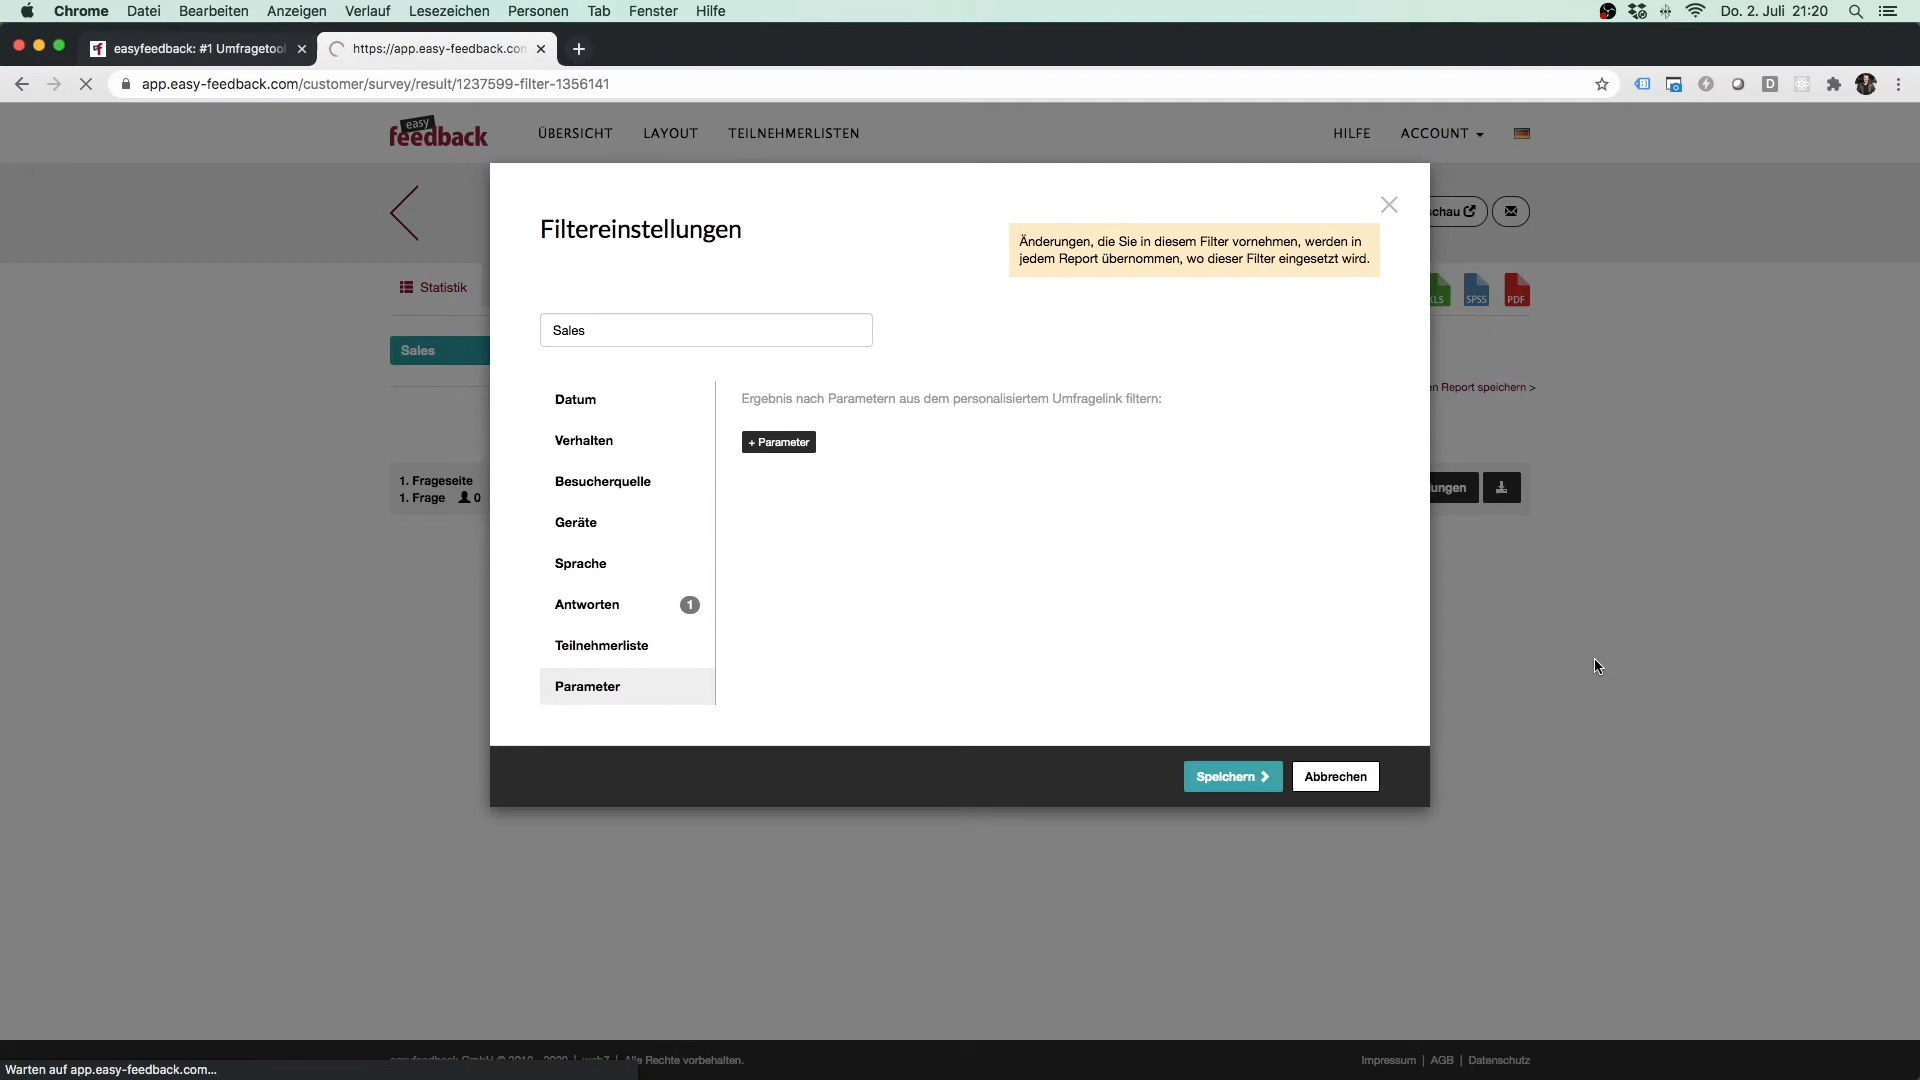 Chrome Datei Bearbeiten Anzeigen Verlauf Lesezeichen Personen Tab Fenster Hilfe Do. 2. Juli 21:20
easyfeedback: #1 Umfragetool https://app.easy-feedback.com
app.easy-feedback.com/customer/survey/result/1237599-filter-1356141
easy
feedback
ÜBERSICHT LAYOUT TEILNEHMERLISTEN HILFE ACCOUNT
Filtereinstellungen
schau
Änderungen, die Sie in diesem Filter vornehmen, werden in
jedem Report übernommen, wo dieser Filter eingesetzt wird.
Statistik
XLS SPSS PDF
Sales
Sales
en Report speichern >
Datum
Ergebnis nach Parametern aus dem personalisiertem Umfragelink filtern:
Verhalten
+ Parameter
Besucherquelle
1. Frageseite
1. Frage 0
ungen
Geräte
Sprache
Antworten 1
Teilnehmerliste
Parameter
Speichern Abbrechen
Alle Rechte vorbehalten.
Impressum | AGB | Datenschutz
Warten auf app.easy-feedback.com...